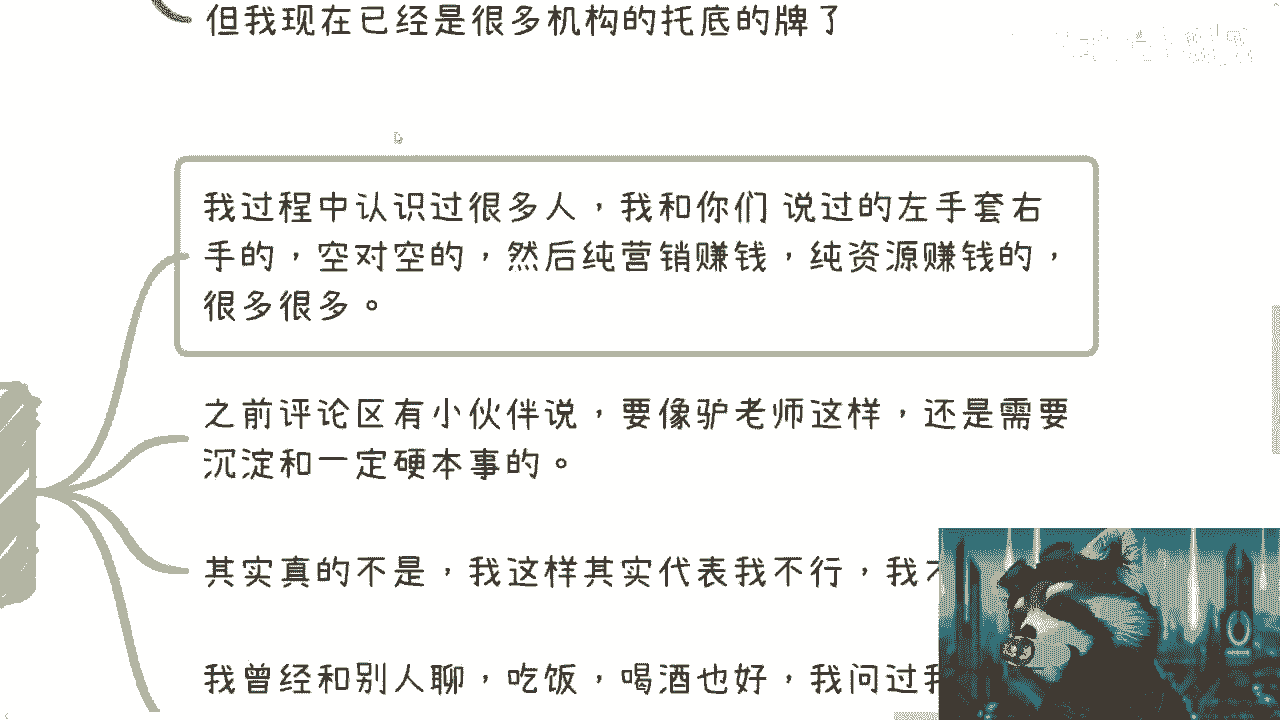 但我现在已经是很多机构的托底的牌了
我过程中认识过很多人，我和你们 说过的左手套右
手的，空对空的，然后纯营销赚钱，纯资源赚钱的，
很多很多。
之前评论区有小伙伴说，要像驴老师这样，还是需要
沉淀和一定硬本事的。
其实真的不是，我这样其实代表我不行，我
我曾经和别人聊，吃饭，喝酒也好，我问过